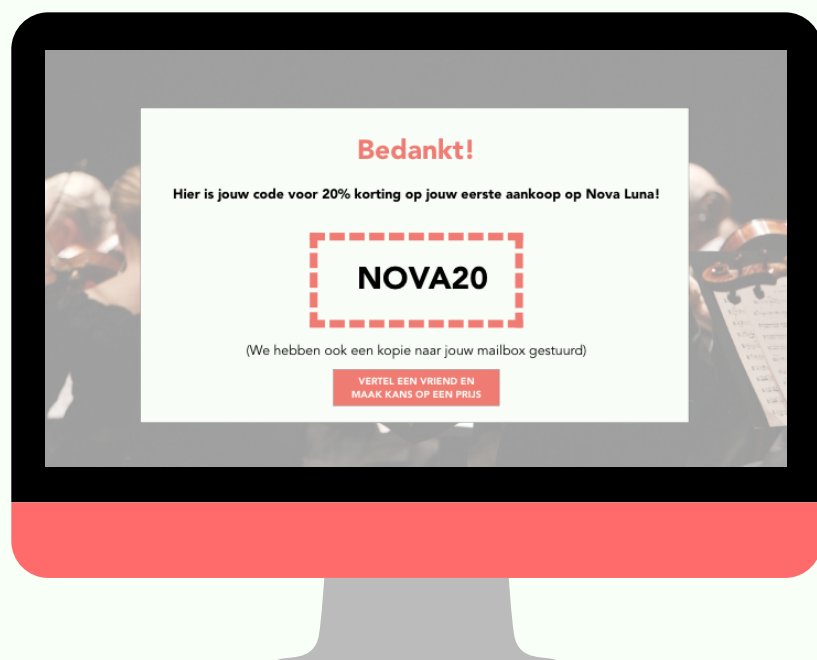 Bedankt!
Hier is jouw code voor 20% korting op jouw eerste aankoop op Nova Luna!
NOVA20
(We hebben ook een kopie naar jouw mailbox gestuurd)
VERTEL EEN VRIEND EN
MAAK KANS OP EEN PRIJS